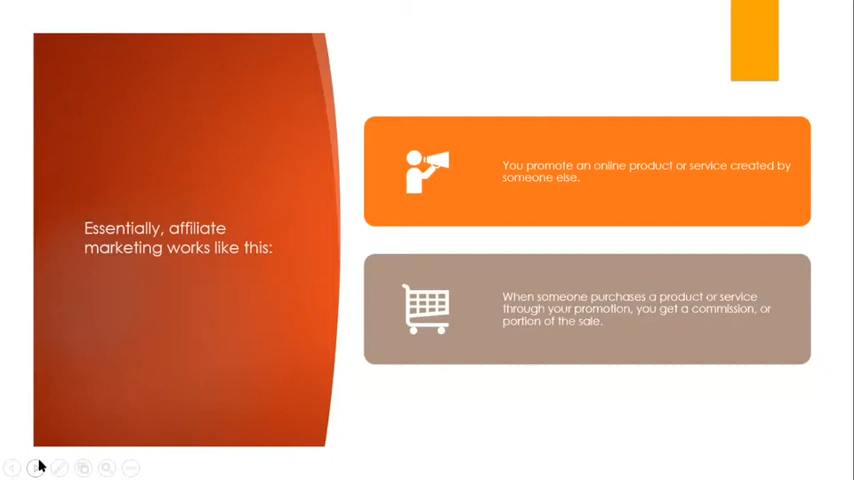 Essentially, affiliate
marketing works like this:
You promote an online product or service created by
someone else.
When someone purchases a product or service
through your promotion, you get a commission, or
portion of the sale.